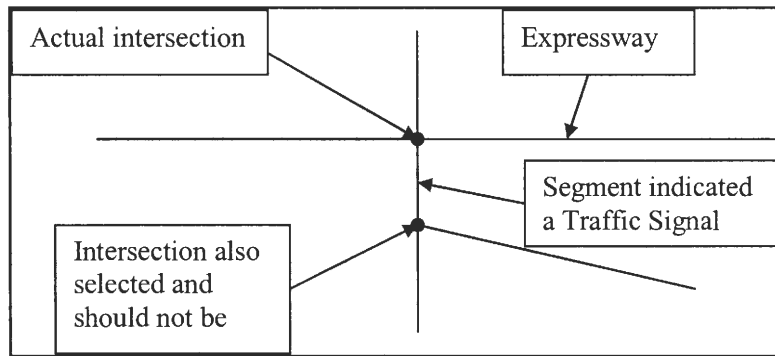 Actual intersection
Expressway
Segment indicated
a Traffic Signal
Intersection also
selected and
should not be